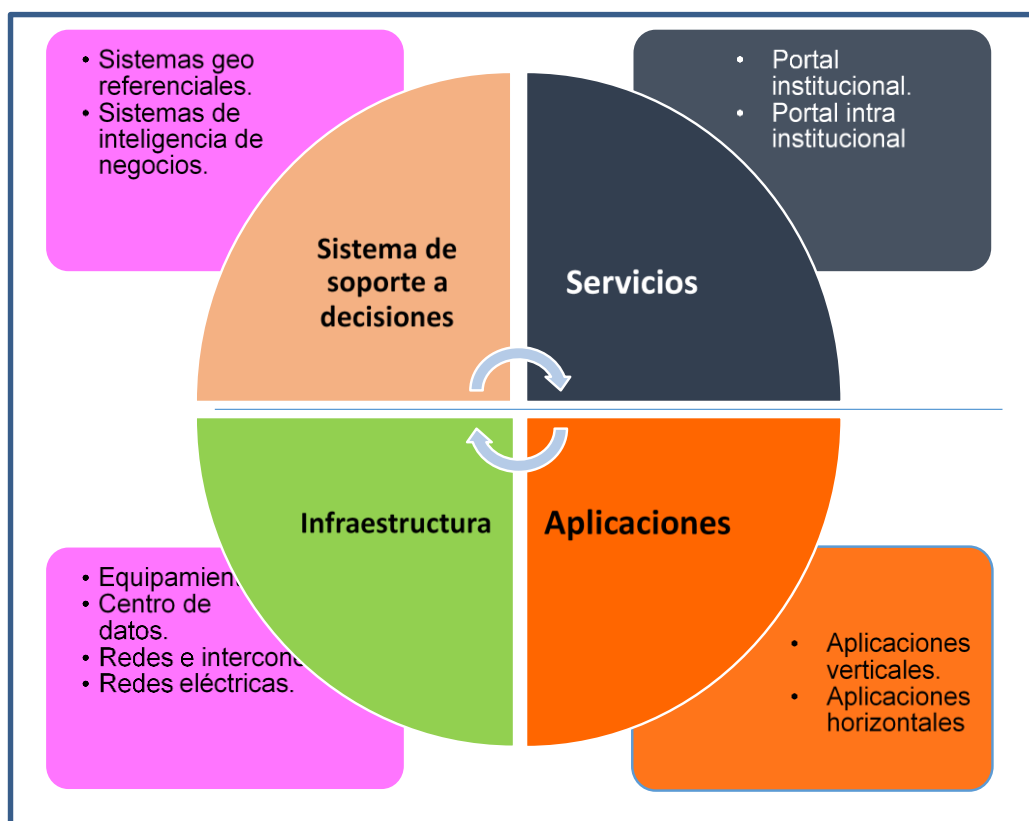 • Sistemas geo
referenciales.
• Sistemas de
inteligencia de
negocios.
• Portal
institucional.
• Portal intra
institucional
Sistema de
soporte a
decisiones
Servicios
Infraestructura
Aplicaciones
• Centro de
datos.
• Redes e
• Redes eléctricas.
• Aplicaciones
verticales.
• Aplicaciones
horizontales